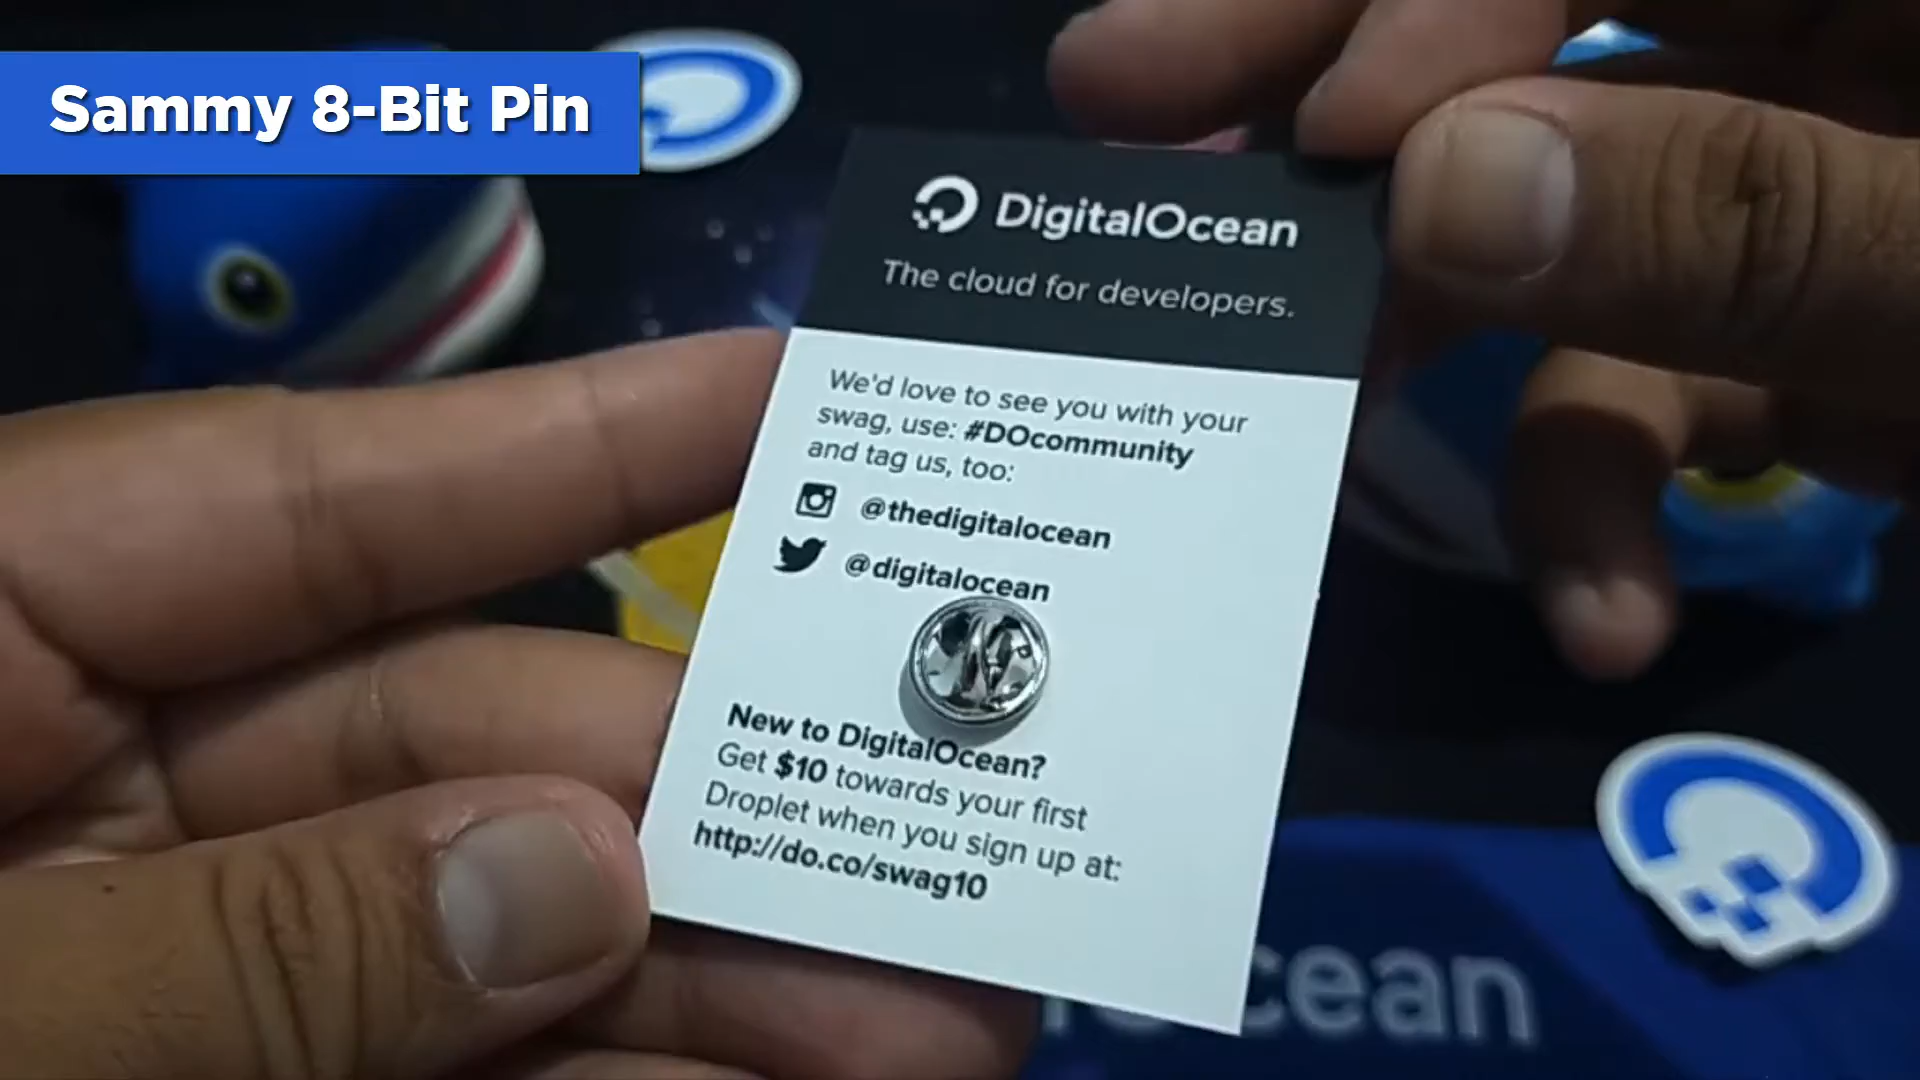 Sammy 8-Bit Pin
DigitalOcean
The cloud for developers.
We'd love to see you with your
swag, use: #DOcommunity
and tag us, too:
@thedigitalocean
@digitalocean
New to DigitalOcean?
Get $10 towards your first
Droplet when you sign up at:
http://do.co/swag10
cean